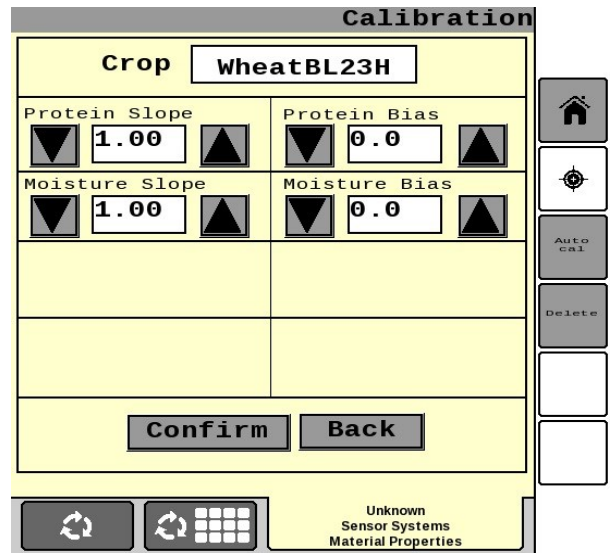 Calibration
Crop WheatBL23H
Protein Slope Protein Bias
1.00 0.0
Moisture Slope Moisture Bias
1.00 0.0
Auto
cal
Delete
Confirm Back
Unknown
Sensor Systems
Material Properties